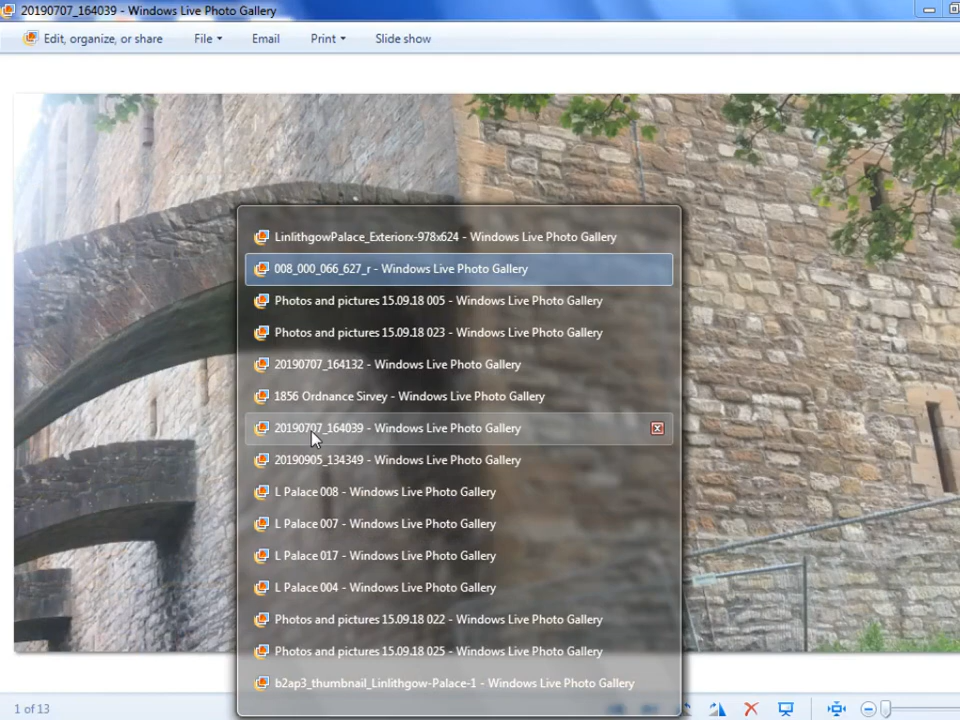 20190707_164039 - Windows Live Photo Gallery
Edit, organize, or share File Email Print Slide show
LinlithgowPalace_Exteriorx-978x624 - Windows Live Photo Gallery
008_000_066_627_r - Windows Live Photo Gallery
Photos and pictures 15.09.18 005 - Windows Live Photo Gallery
Photos and pictures 15.09.18 023 - Windows Live Photo Gallery
20190707_164132 - Windows Live Photo Gallery
1856 Ordnance Sirvey - Windows Live Photo Gallery
20190707_164039 - Windows Live Photo Gallery
20190905_134349 - Windows Live Photo Gallery
L Palace 008 - Windows Live Photo Gallery
L Palace 007 - Windows Live Photo Gallery
L Palace 017 - Windows Live Photo Gallery
L Palace 004 - Windows Live Photo Gallery
Photos and pictures 15.09.18 022 - Windows Live Photo Gallery
Photos and pictures 15.09.18 025 - Windows Live Photo Gallery
b2ap3_thumbnail_Linlithgow-Palace-1 - Windows Live Photo Gallery
1 of 13